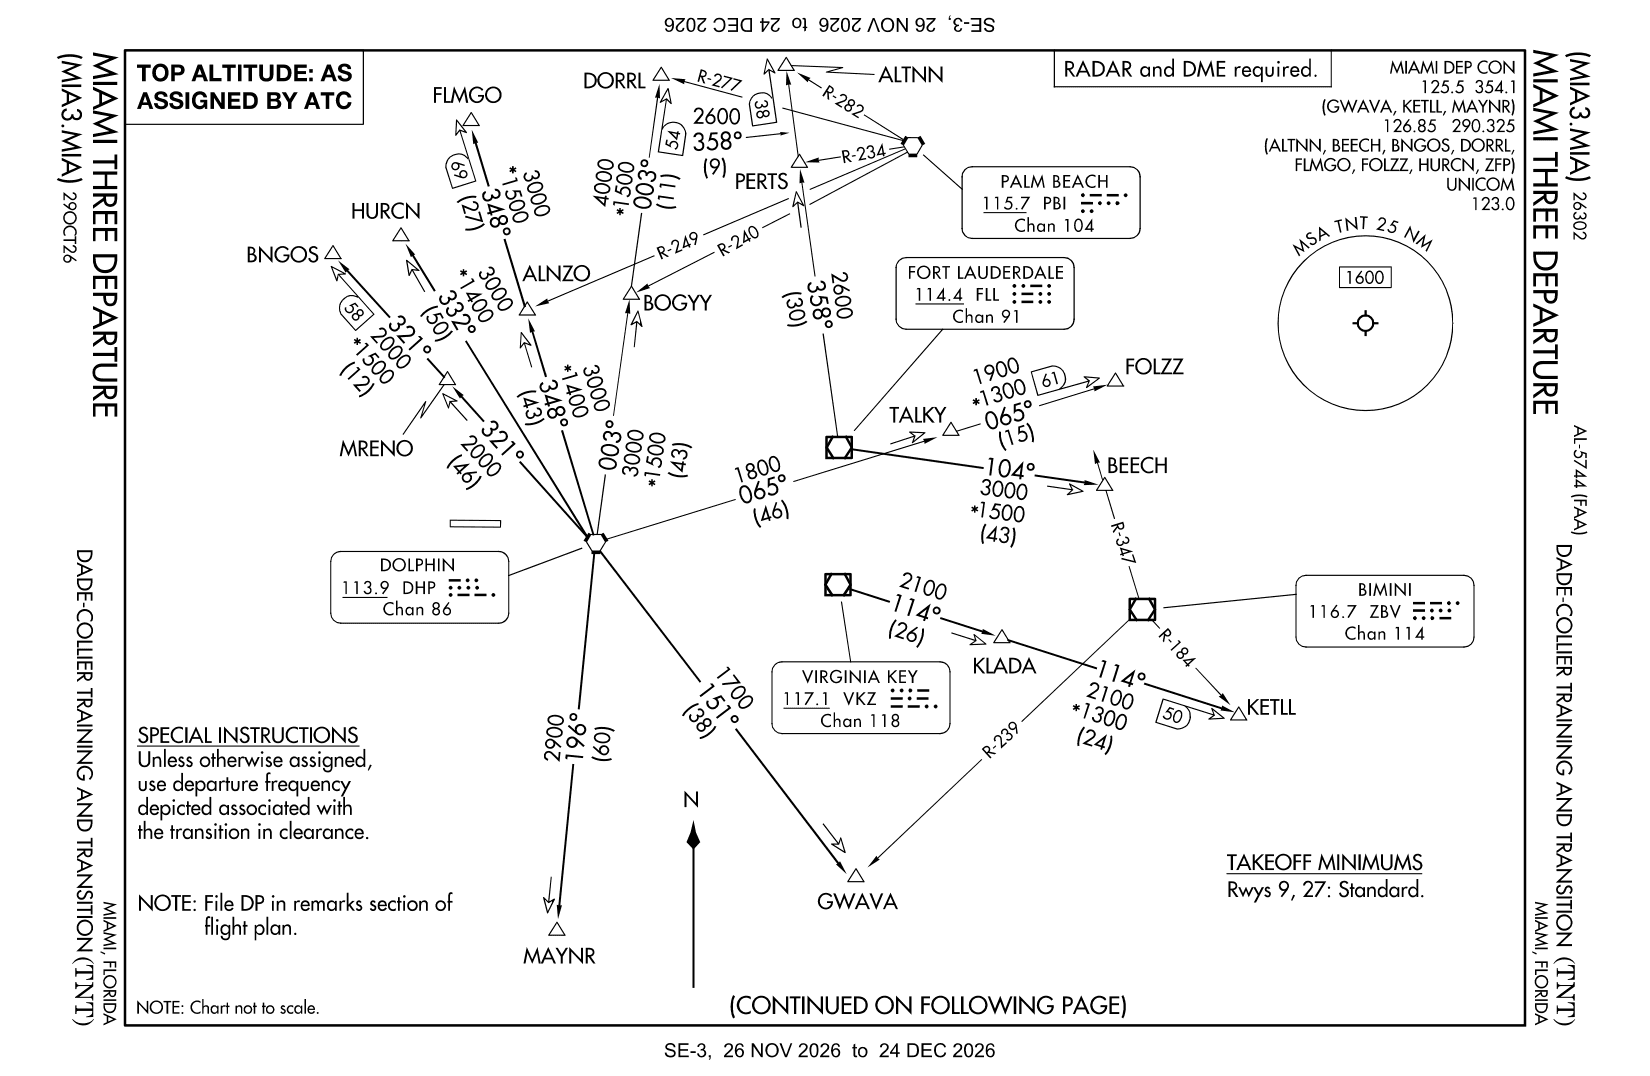 SE-3, 26 NOV 2026 to 24 DEC 2026
(MIA3.MIA) 29OCT26
MIAMI THREE DEPARTURE
DADE-COLLIER TRAINING AND TRANSITION (TNT)
MIAMI, FLORIDA
(MIA3.MIA) 26302
MIAMI THREE DEPARTURE
AL-5744 (FAA)
DADE-COLLIER TRAINING AND TRANSITION (TNT)
MIAMI, FLORIDA
TOP ALTITUDE: AS
ASSIGNED BY ATC
RADAR and DME required.
MIAMI DEP CON
125.5 354.1
(GWAVA, KETLL, MAYNR)
126.85 290.325
(ALTNN, BEECH, BNGOS, DORRL,
FLMGO, FOLZZ, HURCN, ZFP)
UNICOM
123.0
MSA TNT 25 NM
1600
DORRL
R-277
ALTNN
R-282
38
2600
358°
(9)
54
R-234
PERTS
FLMGO
69
3000
*1500
348°
(27)
4000
*1500
003°
(11)
PALM BEACH
115.7 PBI
Chan 104
HURCN
BNGOS
R-249
R-240
ALNZO
BOGYY
FORT LAUDERDALE
114.4 FLL
Chan 91
58
321°
2000
*1500
(12)
3000
*1400
332°
(50)
2600
358°
(30)
MRENO
321°
2000
(46)
3000
*1400
348°
(43)
003°
3000
*1500
(43)
1900
*1300
065°
(15)
61
FOLZZ
TALKY
1800
065°
(46)
104°
3000
*1500
(43)
BEECH
R-347
DOLPHIN
113.9 DHP
Chan 86
2100
114°
(26)
KLADA
BIMINI
116.7 ZBV
Chan 114
R-184
VIRGINIA KEY
117.1 VKZ
Chan 118
114°
2100
*1300
(24)
50
KETLL
R-239
1700
151°
(38)
2900
196°
(60)
GWAVA
MAYNR
N
SPECIAL INSTRUCTIONS
Unless otherwise assigned,
use departure frequency
depicted associated with
the transition in clearance.
NOTE: File DP in remarks section of
flight plan.
NOTE: Chart not to scale.
TAKEOFF MINIMUMS
Rwys 9, 27: Standard.
(CONTINUED ON FOLLOWING PAGE)
SE-3, 26 NOV 2026 to 24 DEC 2026